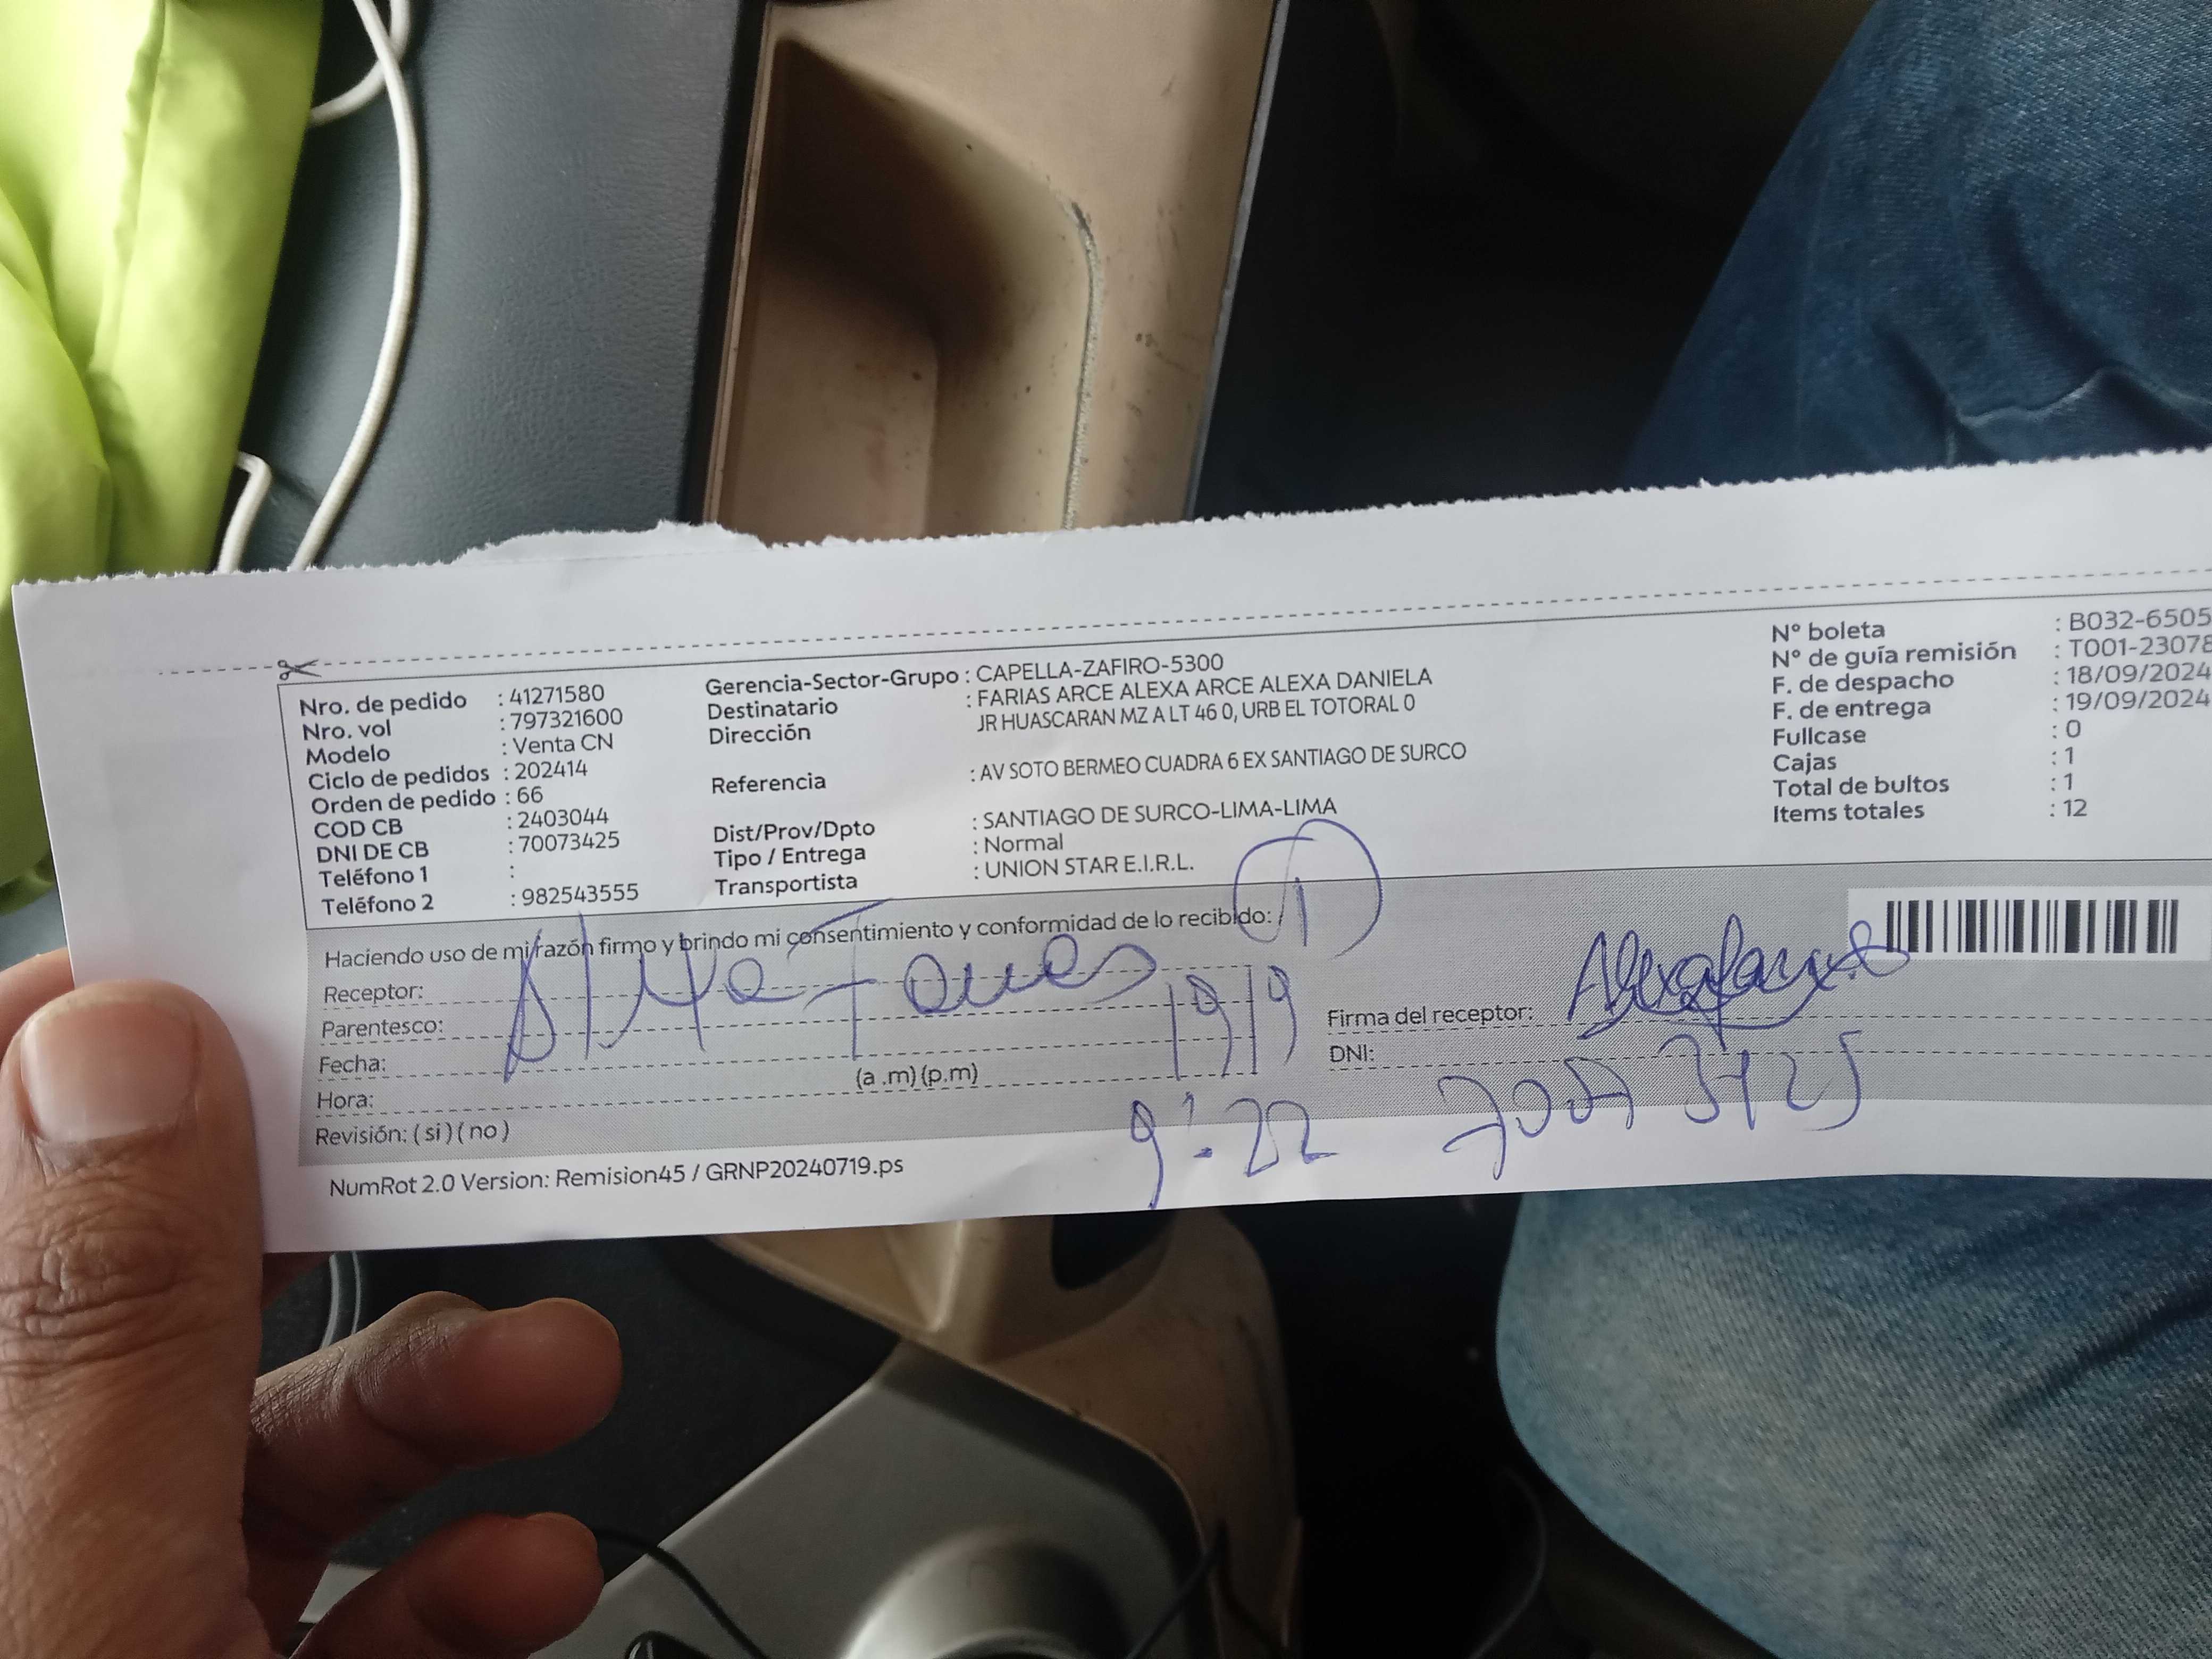 Nro. de pedido : 41271580
Nro. vol : 797321600
Modelo : Venta CN
Ciclo de pedidos : 202414
Orden de pedido : 66
COD CB : 2403044
DNI DE CB : 70073425
Teléfono 1 :
Teléfono 2 : 982543555
Gerencia-Sector-Grupo : CAPELLA-ZAFIRO-5300
Destinatario : FARIAS ARCE ALEXA ARCE ALEXA DANIELA
Dirección JR HUASCARAN MZ A LT 46 0, URB EL TOTORAL 0
Referencia : AV SOTO BERMEO CUADRA 6 EX SANTIAGO DE SURCO
Dist/Prov/Dpto : SANTIAGO DE SURCO-LIMA-LIMA
Tipo / Entrega : Normal
Transportista : UNION STAR E.I.R.L.
N° boleta : B032-6505
N° de guía remisión : T001-23078
F. de despacho : 18/09/2024
F. de entrega : 19/09/2024
Fullcase : 0
Cajas : 1
Total de bultos : 1
Items totales : 12
Haciendo uso de mi razón firmo y brindo mi consentimiento y conformidad de lo recibido: 1
Receptor:
Parentesco:
Fecha: 19/9
Hora: (a .m) (p.m) 9:22
Revisión: ( si ) ( no )
Firma del receptor:
DNI: 70073425
NumRot 2.0 Version: Remision45 / GRNP20240719.ps